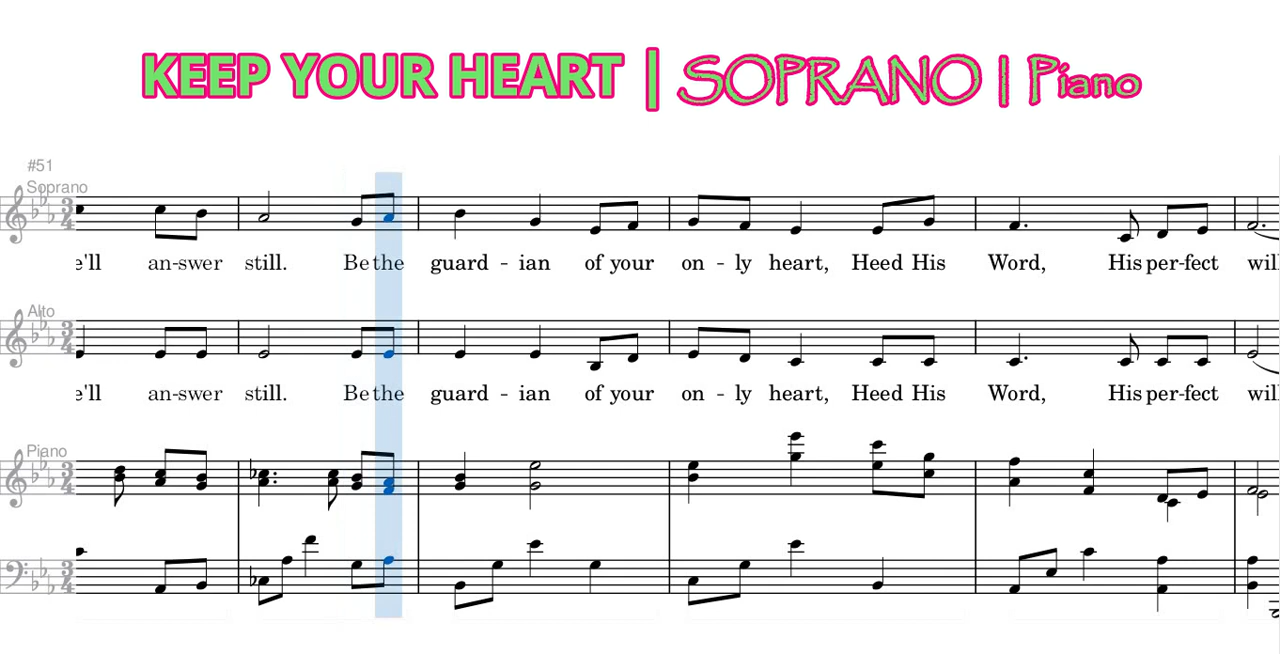 KEEP YOUR HEART | SOPRANO | Piano
#51
Soprano
e'll an-swer still. Be the guard - ian of your on - ly heart, Heed His Word, His per-fect will
Alto
e'll an-swer still. Be the guard - ian of your on - ly heart, Heed His Word, His per-fect will
Piano